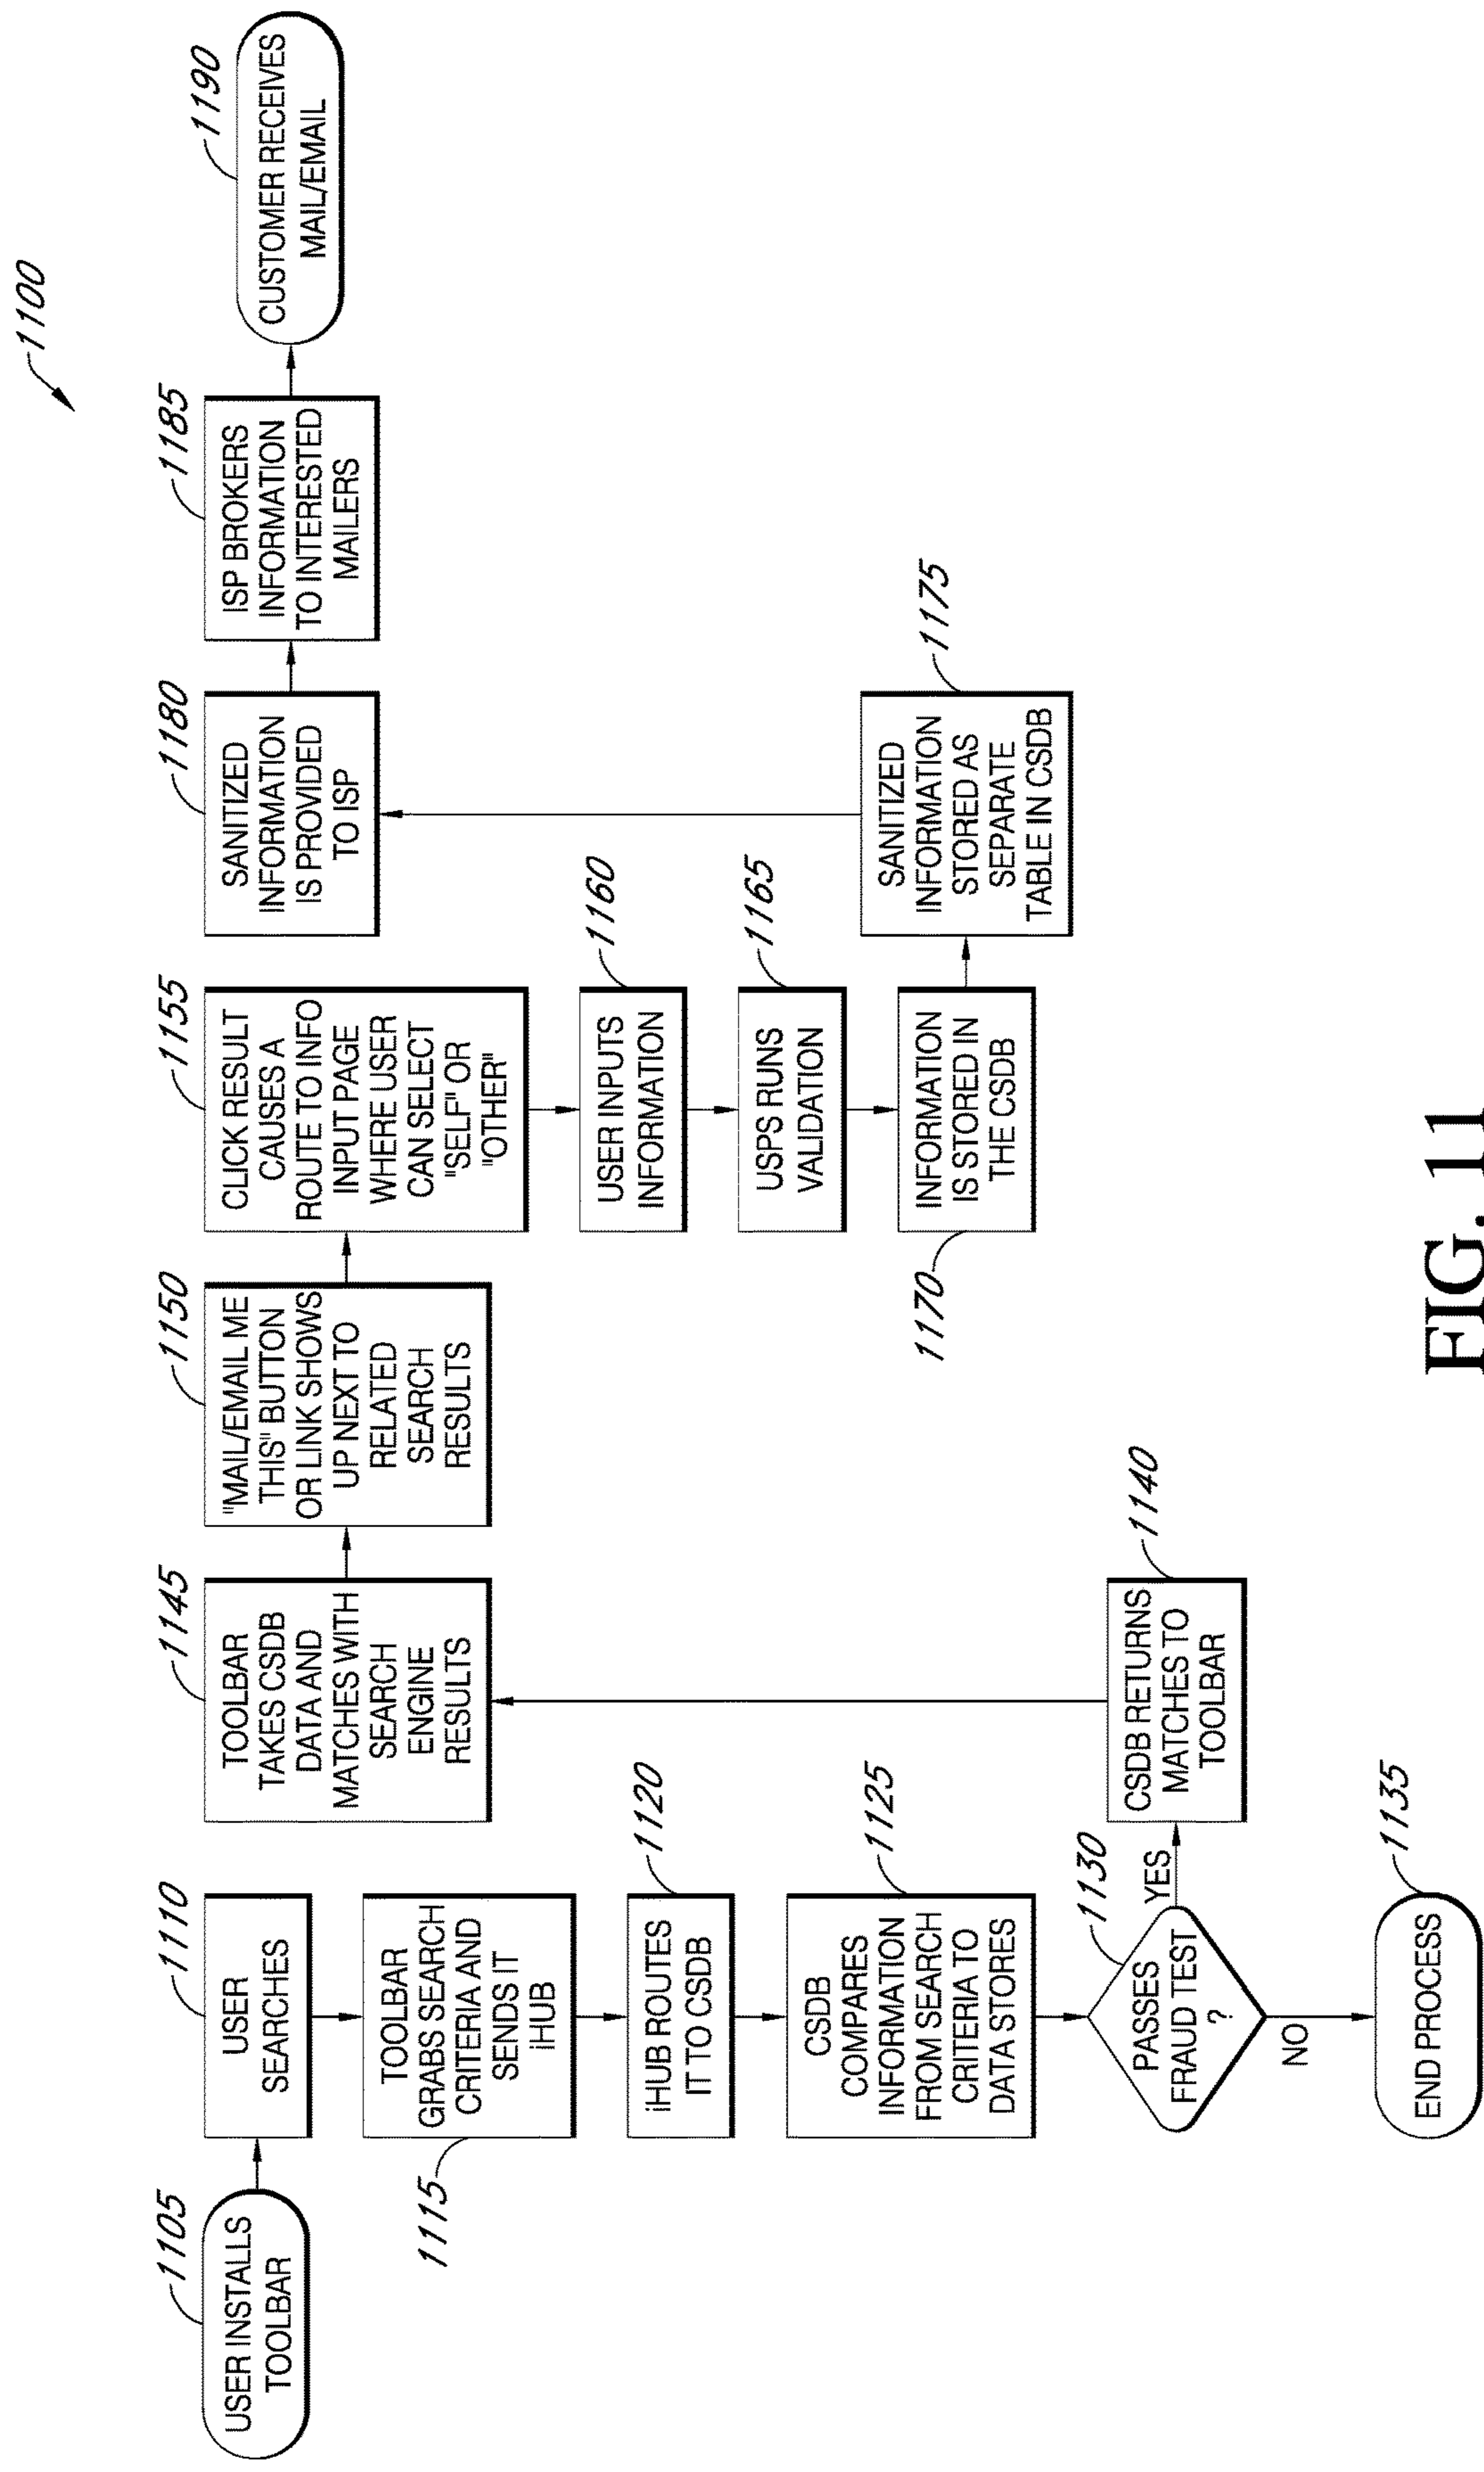 1100
1105
USER INSTALLS
TOOLBAR
1110
USER
SEARCHES
1115
TOOLBAR
GRABS SEARCH
CRITERIA AND
SENDS IT
iHUB
1120
iHUB ROUTES
IT TO CSDB
1125
CSDB
COMPARES
INFORMATION
FROM SEARCH
CRITERIA TO
DATA STORES
1130
PASSES
FRAUD TEST
?
YES
NO
1135
END PROCESS
1140
CSDB RETURNS
MATCHES TO
TOOLBAR
1145
TOOLBAR
TAKES CSDB
DATA AND
MATCHES WITH
SEARCH
ENGINE
RESULTS
1150
"MAIL/EMAIL ME
THIS" BUTTON
OR LINK SHOWS
UP NEXT TO
RELATED
SEARCH
RESULTS
1155
CLICK RESULT
CAUSES A
ROUTE TO INFO
INPUT PAGE
WHERE USER
CAN SELECT
"SELF" OR
"OTHER"
1160
USER INPUTS
INFORMATION
1165
USPS RUNS
VALIDATION
1170
INFORMATION
IS STORED IN
THE CSDB
1175
SANITIZED
INFORMATION
STORED AS
SEPARATE
TABLE IN CSDB
1180
SANITIZED
INFORMATION
IS PROVIDED
TO ISP
1185
ISP BROKERS
INFORMATION
TO INTERESTED
MAILERS
1190
CUSTOMER RECEIVES
MAIL/EMAIL
FIG. 11